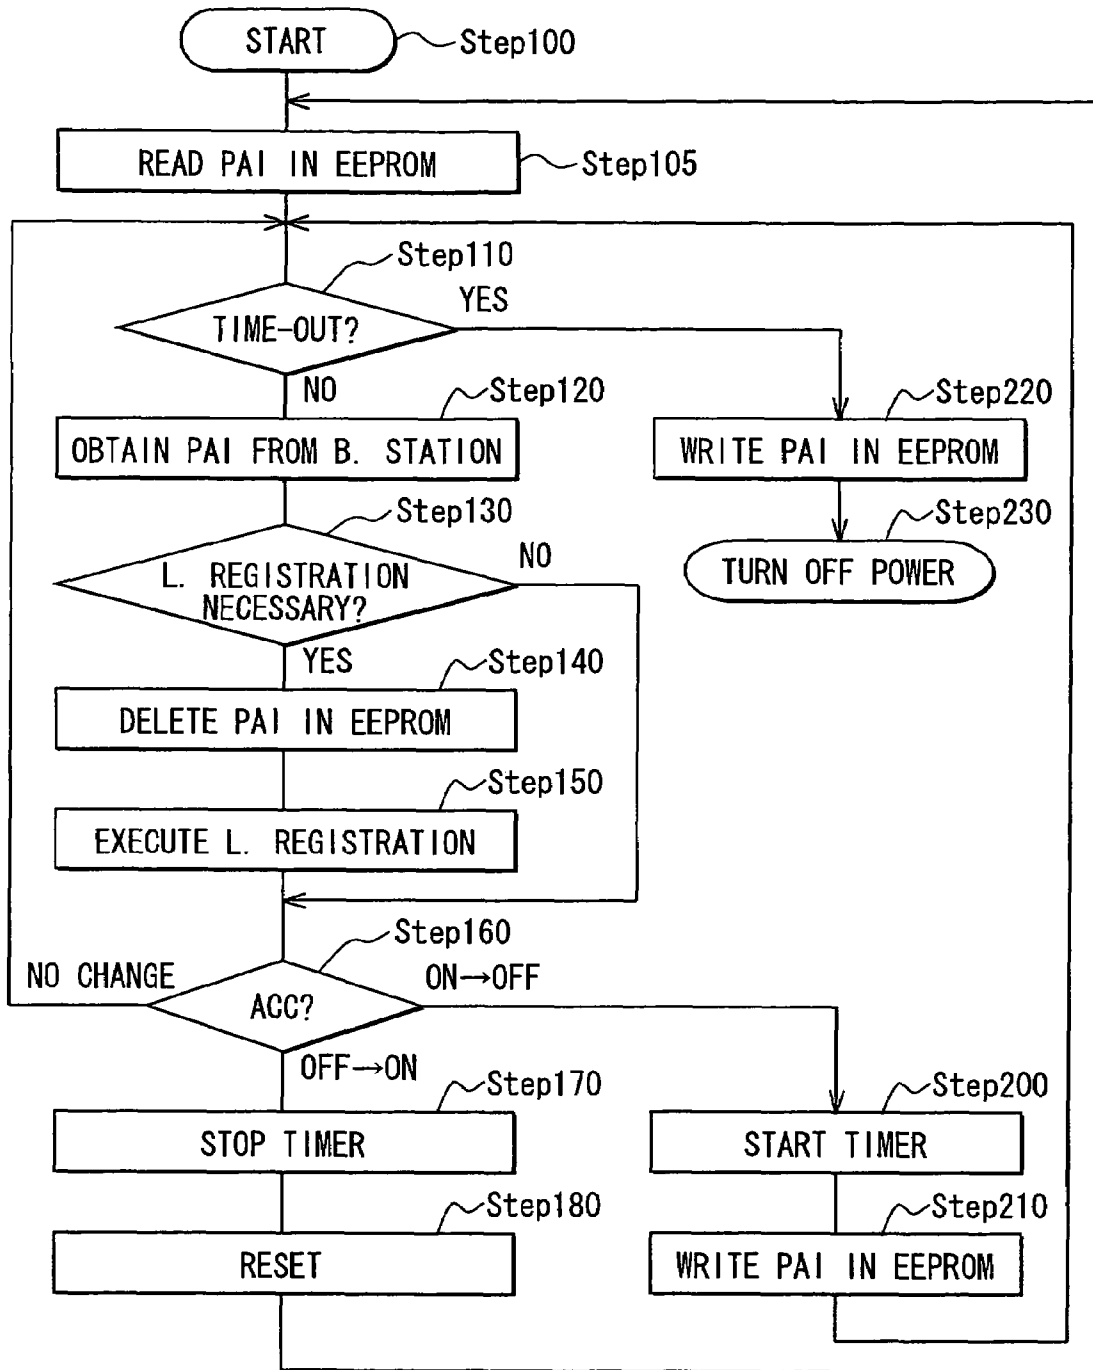 START
Step100
READ PAI IN EEPROM
Step105
Step110
TIME-OUT?
YES
NO
Step120
OBTAIN PAI FROM B. STATION
Step220
WRITE PAI IN EEPROM
Step130
L. REGISTRATION
NECESSARY?
NO
Step230
TURN OFF POWER
YES
Step140
DELETE PAI IN EEPROM
Step150
EXECUTE L. REGISTRATION
Step160
NO CHANGE
ACC?
ON→OFF
OFF→ON
Step170
STOP TIMER
Step200
START TIMER
Step180
RESET
Step210
WRITE PAI IN EEPROM